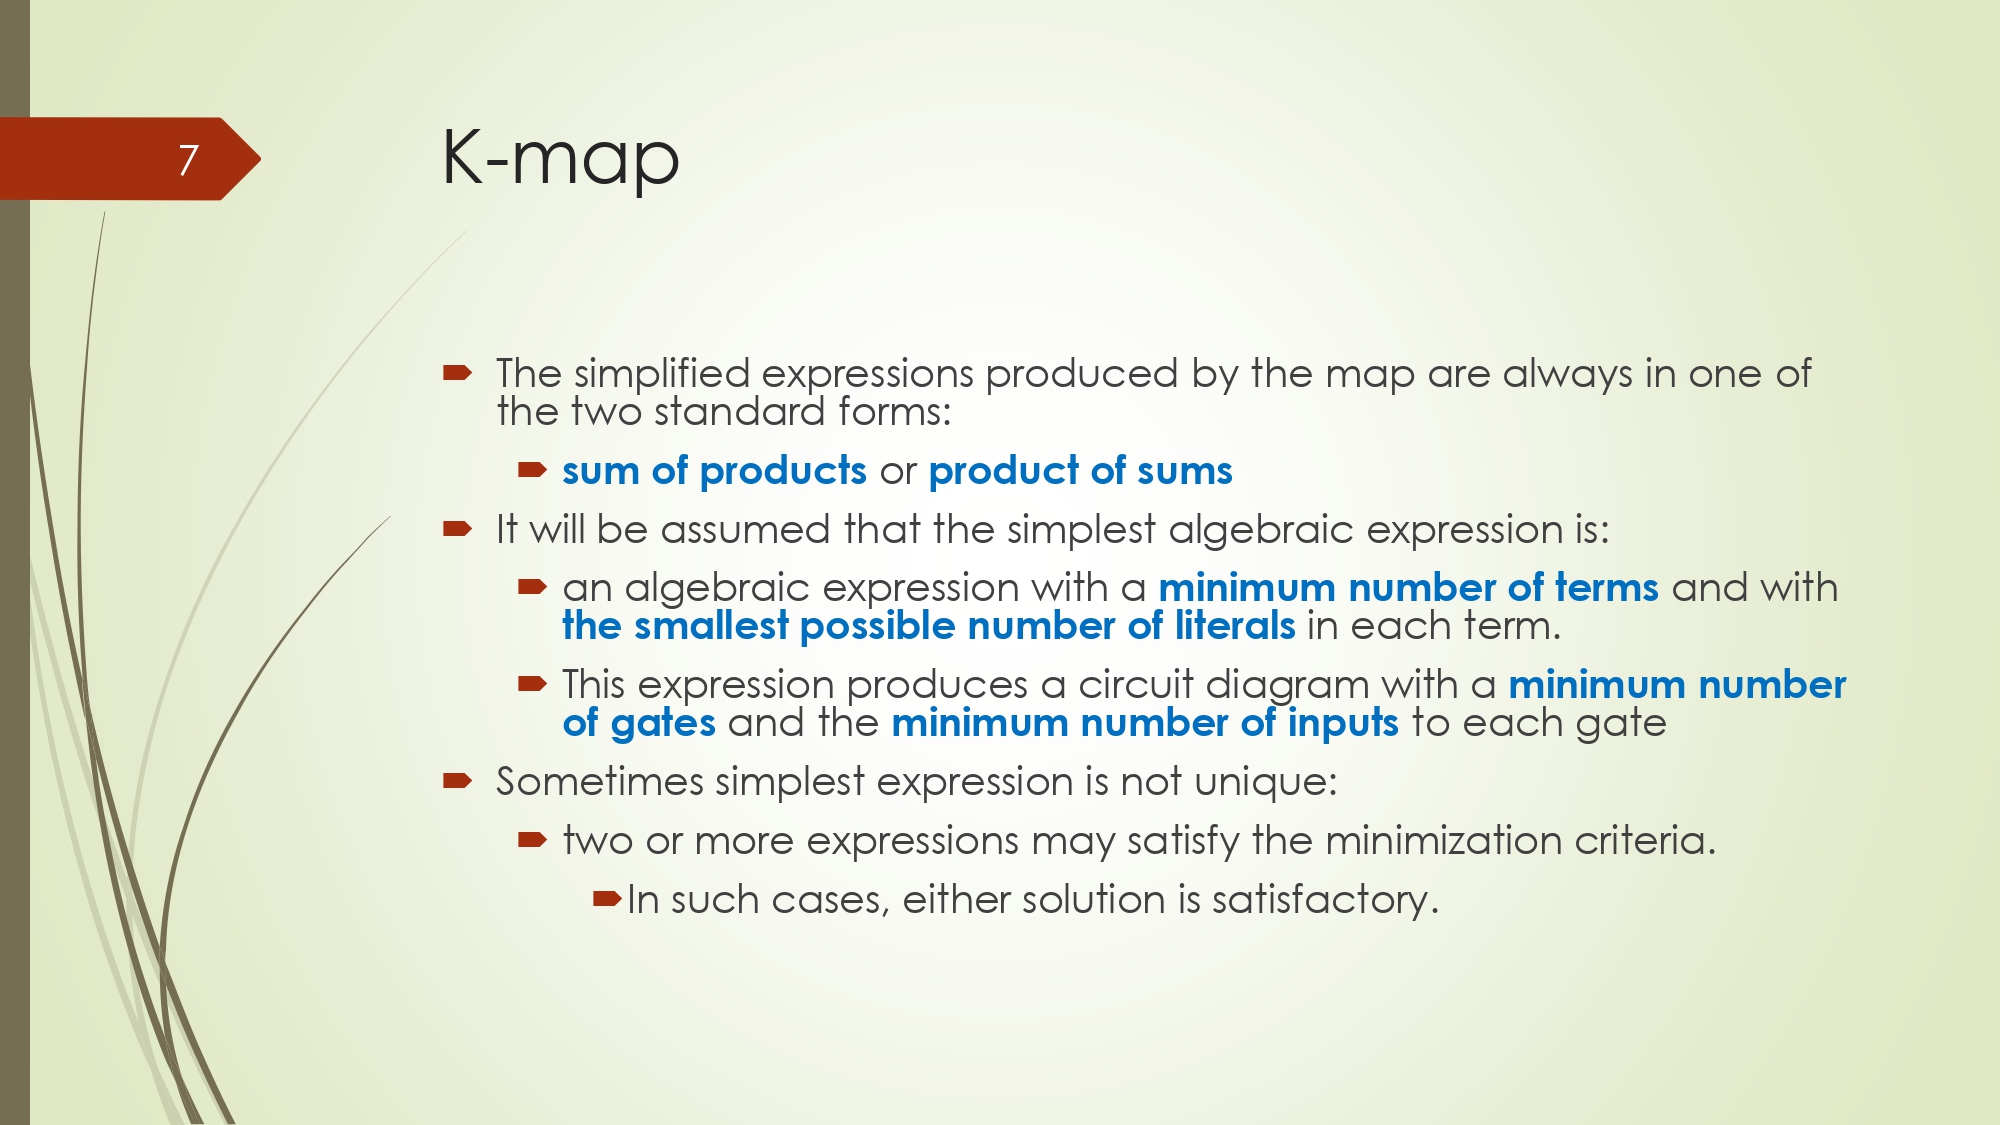 7
K-map
The simplified expressions produced by the map are always in one of
the two standard forms:
sum of products or product of sums
It will be assumed that the simplest algebraic expression is:
an algebraic expression with a minimum number of terms and with
the smallest possible number of literals in each term.
This expression produces a circuit diagram with a minimum number
of gates and the minimum number of inputs to each gate
Sometimes simplest expression is not unique:
two or more expressions may satisfy the minimization criteria.
In such cases, either solution is satisfactory.